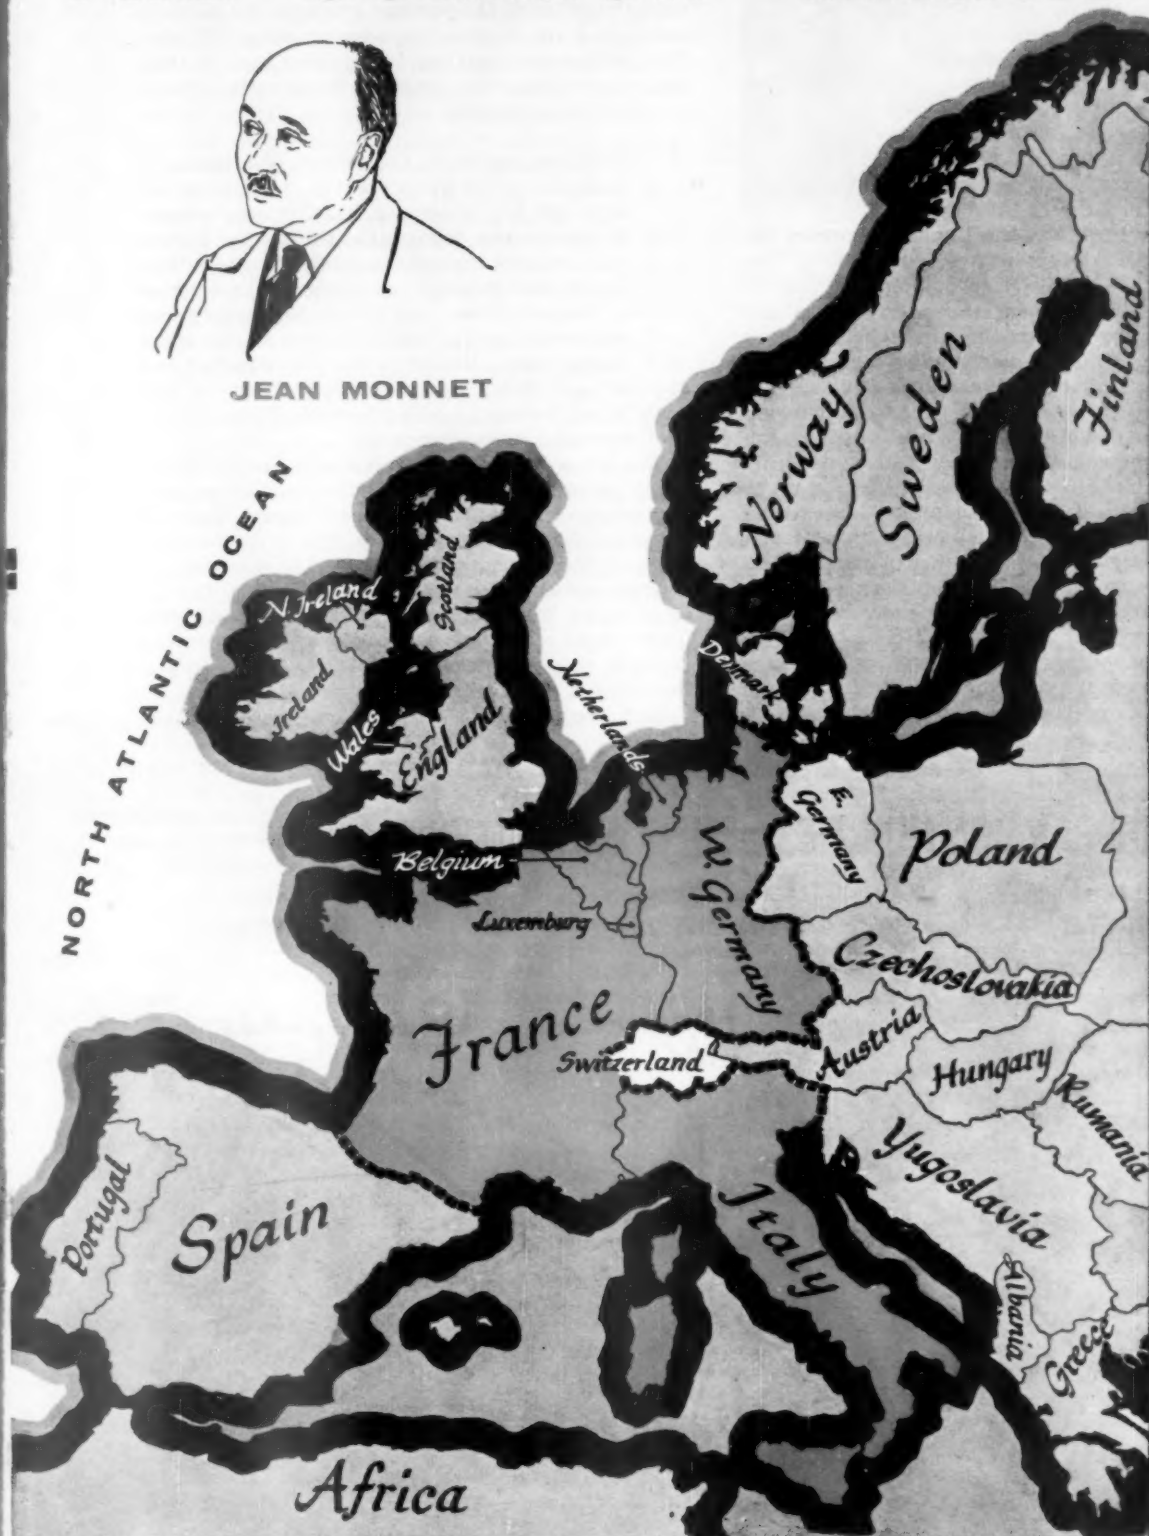 JEAN MONNET
NORTH ATLANTIC OCEAN
Norway
Sweden
Finland
Scotland
N. Ireland
Ireland
Wales
England
Netherlands
Denmark
E.
Germany
Poland
W. Germany
Belgium
Luxemburg
Czechoslovakia
France
Switzerland
Austria
Hungary
Rumania
Yugoslavia
Portugal
Spain
Italy
Albania
Greece
Africa